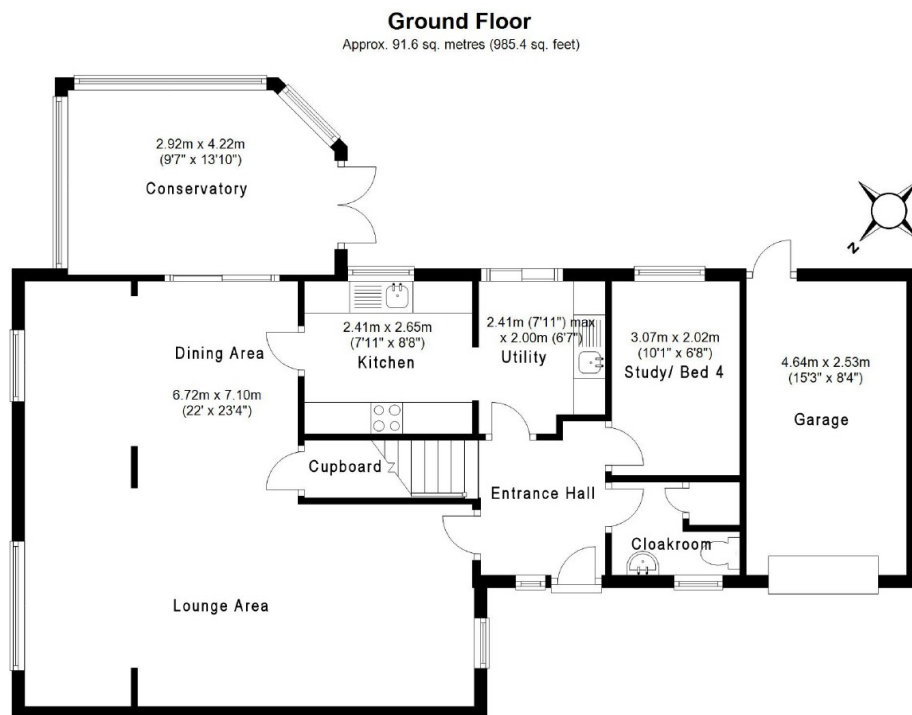 Ground Floor
Approx. 91.6 sq. metres (985.4 sq. feet)
2.92m x 4.22m
(9'7" x 13'10")
Conservatory
N
2.41m x 2.65m
(7'11" x 8'8")
Kitchen
2.41m (7'11") max
x 2.00m (6'7")
Utility
3.07m x 2.02m
(10'1" x 6'8")
Study/ Bed 4
4.64m x 2.53m
(15'3" x 8'4")
Garage
Dining Area
6.72m x 7.10m
(22' x 23'4")
Cupboard
Entrance Hall
Cloakroom
Lounge Area